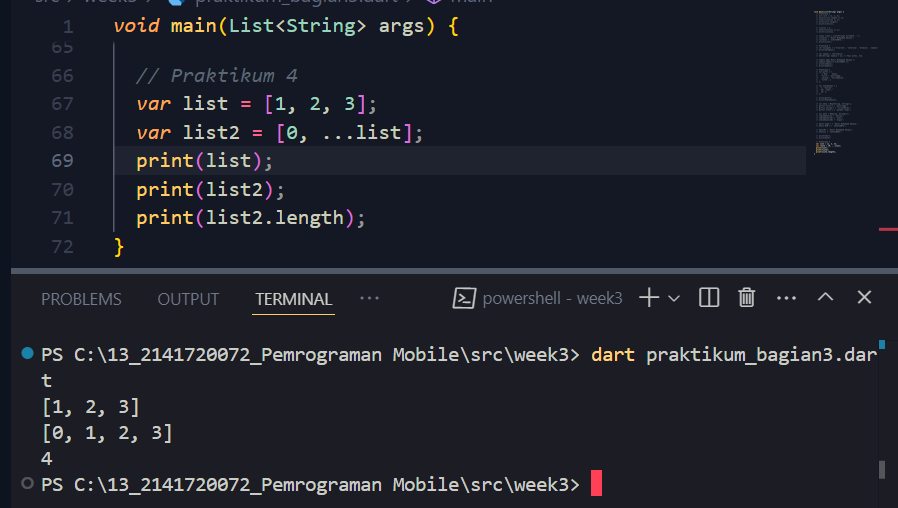 src > week3 > praktikum_bagian3.dart > main
1 void main(List<String> args) {
65
66 // Praktikum 4
67 var list = [1, 2, 3];
68 var list2 = [0, ...list];
69 print(list);
70 print(list2);
71 print(list2.length);
72 }
PROBLEMS OUTPUT TERMINAL ... powershell - week3
PS C:\13_2141720072_Pemrograman Mobile\src\week3> dart praktikum_bagian3.dar
t
[1, 2, 3]
[0, 1, 2, 3]
4
PS C:\13_2141720072_Pemrograman Mobile\src\week3>